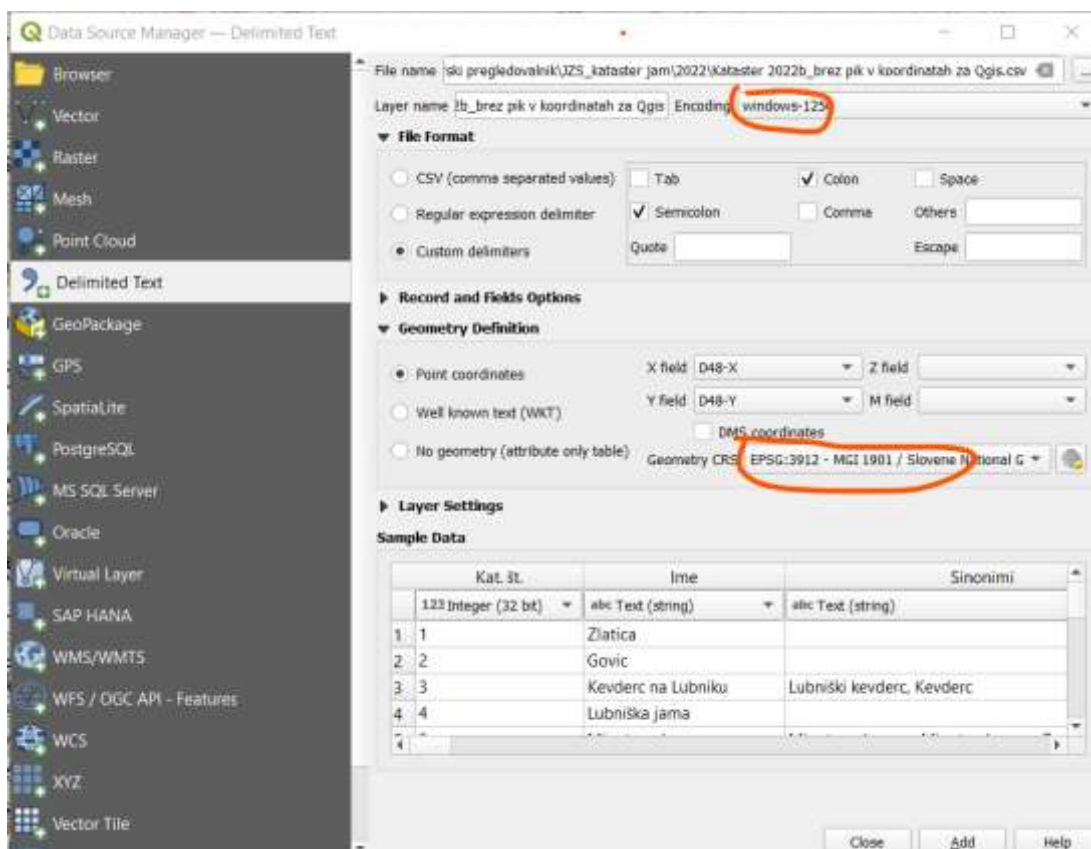 Data Source Manager — Delimited Text
Browser
Vector
Raster
Mesh
Point Cloud
Delimited Text
GeoPackage
GPS
SpatiaLite
PostgreSQL
MS SQL Server
Oracle
Virtual Layer
SAP HANA
WMS/WMTS
WFS / OGC API - Features
WCS
XYZ
Vector Tile
File name ski pregledovalnik\JZS_kataster jam\2022\Kataster 2022b_brez pik v koordinatah za Qgis.csv ...
Layer name 2b_brez pik v koordinatah za Qgis Encoding windows-1250
File Format
CSV (comma separated values) Tab Colon Space
Regular expression delimiter Semicolon Comma Others
Custom delimiters Quote Escape
Record and Fields Options
Geometry Definition
Point coordinates X field D48-X Z field
Well known text (WKT) Y field D48-Y M field
DMS coordinates
No geometry (attribute only table) Geometry CRS EPSG:3912 - MGI 1901 / Slovene National G
Layer Settings
Sample Data
Kat. št. Ime Sinonimi
123 Integer (32 bit) abc Text (string) abc Text (string)
1 1 Zlatica
2 2 Govic
3 3 Kevderc na Lubniku Lubniški kevderc, Kevderc
4 4 Lubniška jama
Close Add Help